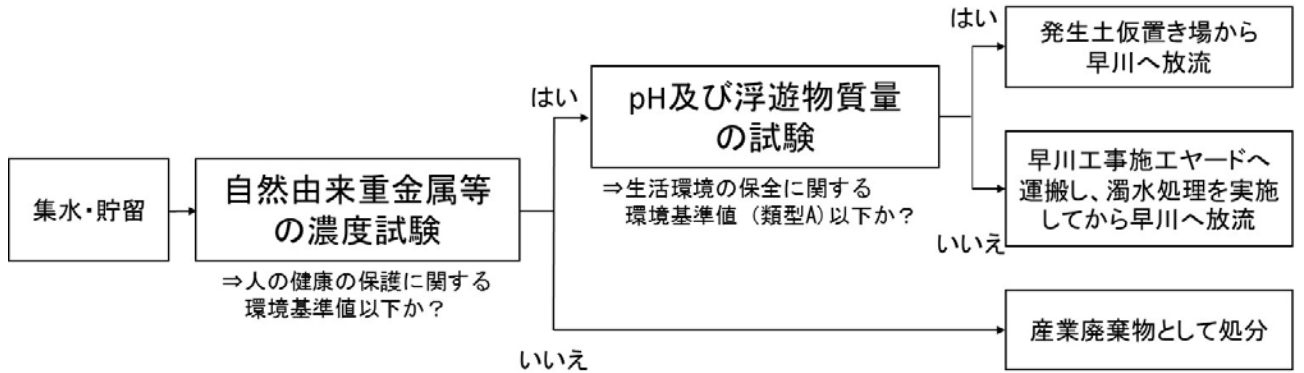 集水・貯留
自然由来重金属等
の濃度試験
⇒人の健康の保護に関する
環境基準値以下か？
はい
いいえ
pH及び浮遊物質量
の試験
⇒生活環境の保全に関する
環境基準値（類型A)以下か？
はい
いいえ
発生土仮置き場から
早川へ放流
早川工事施工ヤードへ
運搬し、濁水処理を実施
してから早川へ放流
産業廃棄物として処分